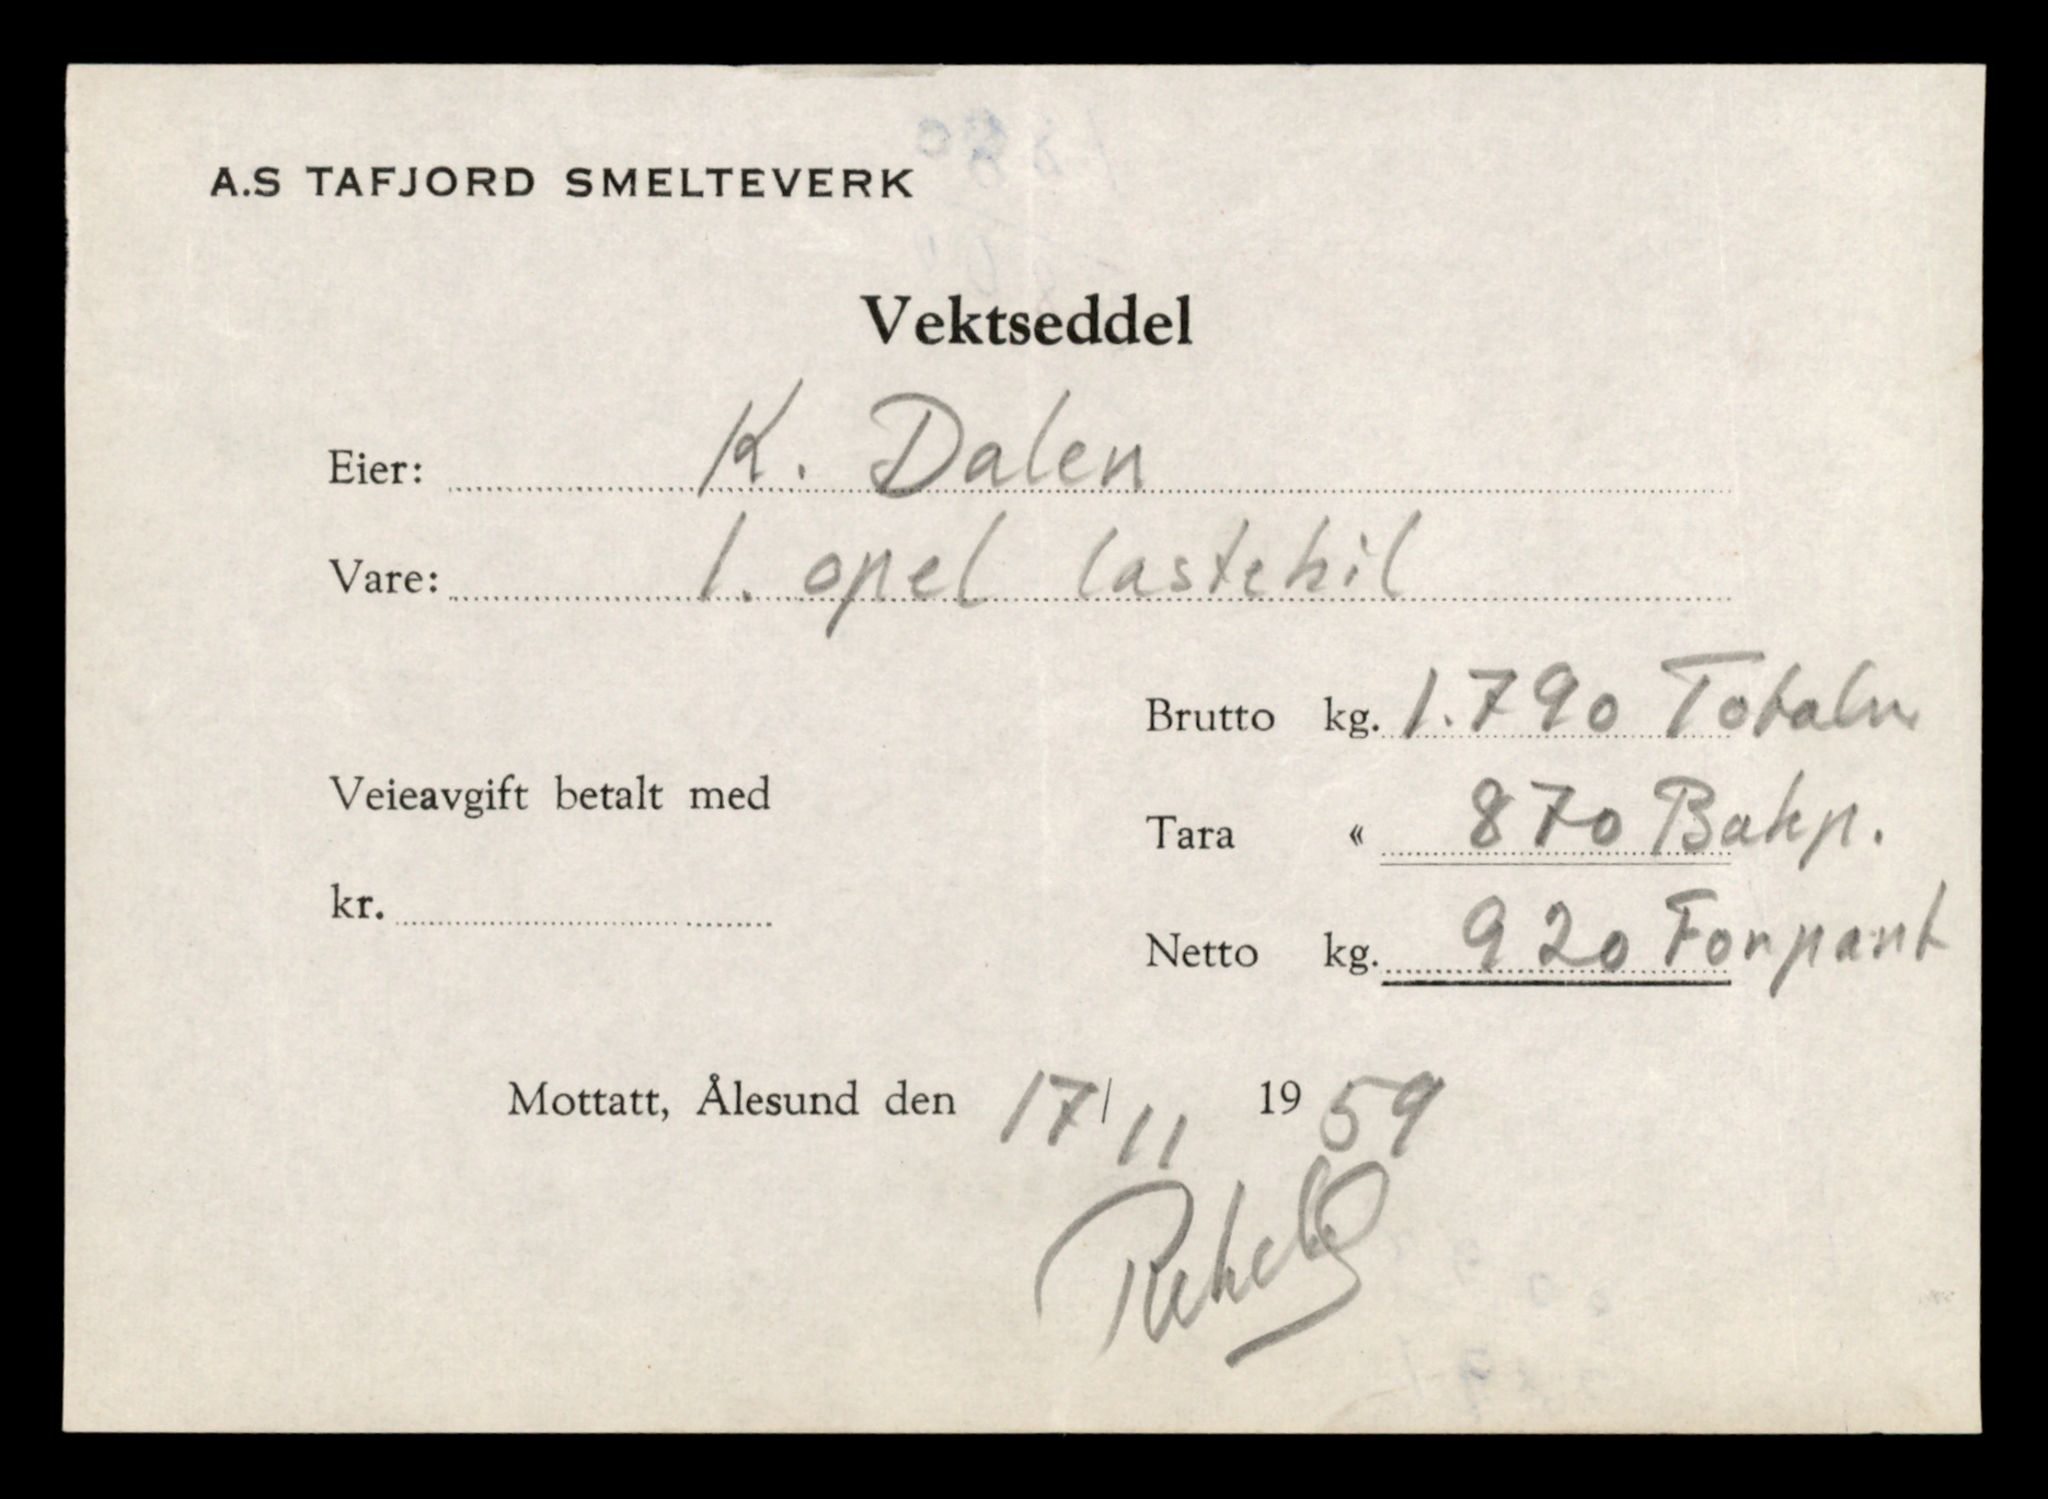 A.S TAFJORD SMELTEVERK
Vektseddel
Eier: K. Dalen
Vare: 1. opel lastebil
Brutto kg. 1.790 Totalv.
Veieavgift betalt med
Tara « 870 Bakp.
kr.
Netto kg. 920 Forpart
Mottatt, Ålesund den 17/11 1959